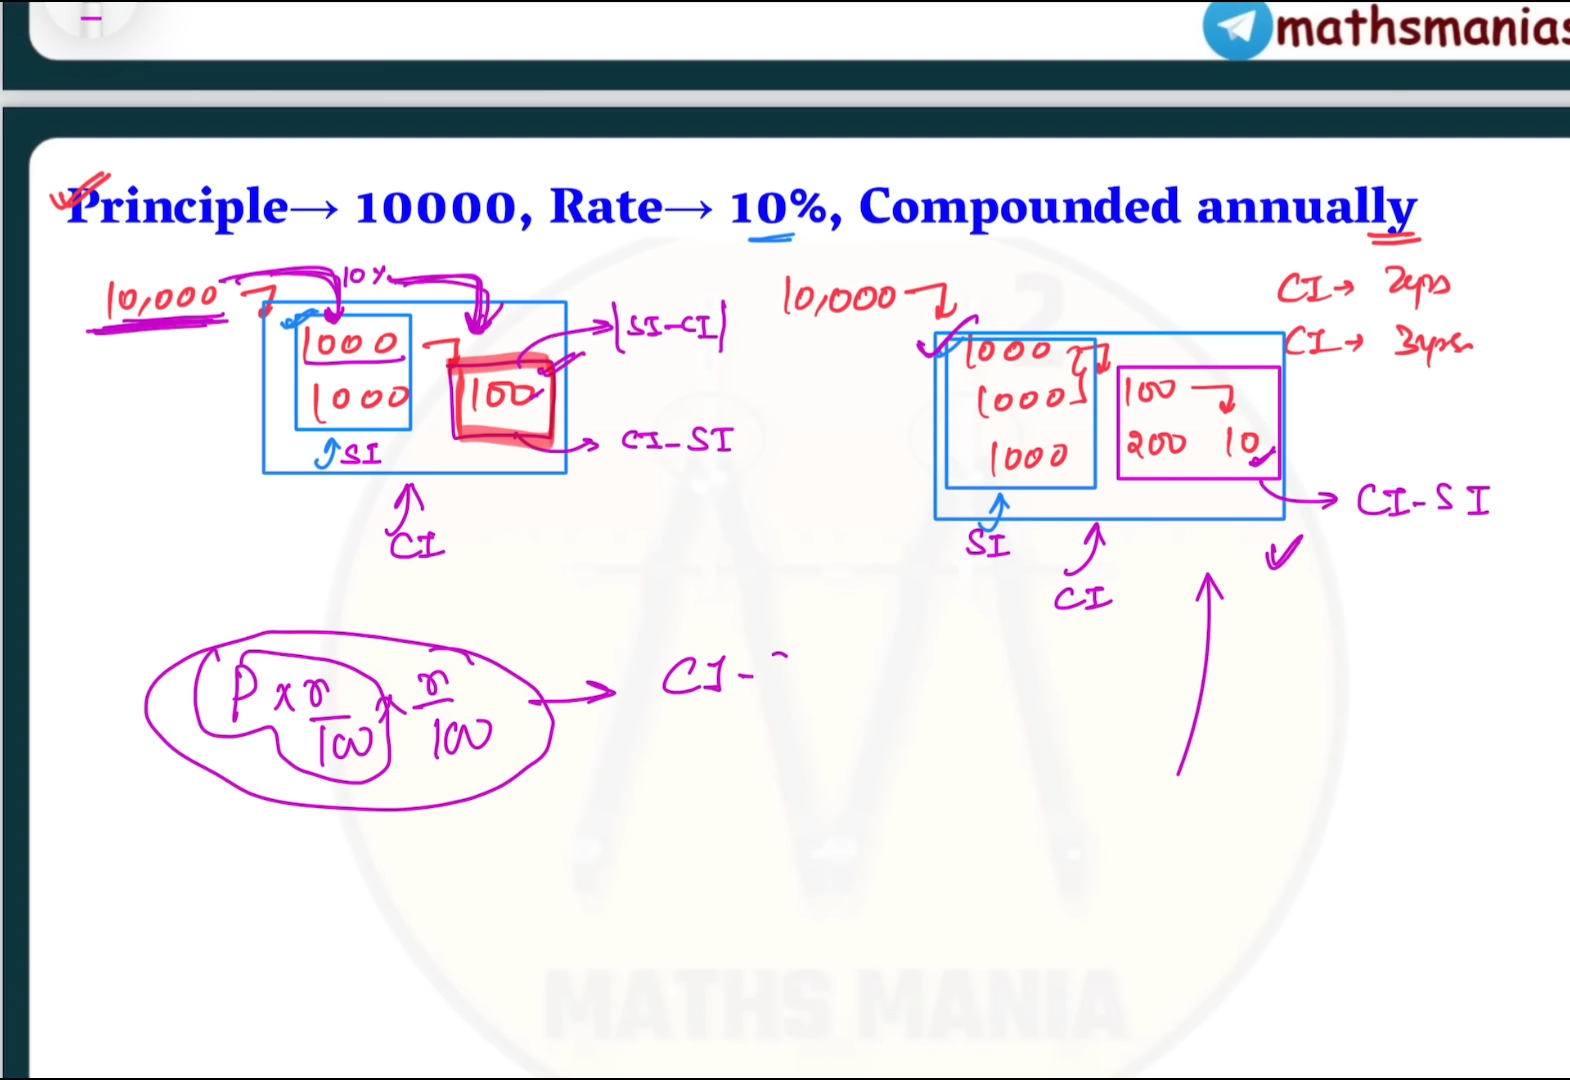 mathsmanias
Principle→ 10000, Rate→ 10%, Compounded annually
10,000
10%
1000
1000
100
|SI-CI|
CI-SI
SI
CI
10,000
CI→ 2yrs
CI→ 3yrs
1000
1000
1000
100
200 10
CI-SI
SI
CI
P × r/100 × r/100 → CI-
2
MATHS MANIA